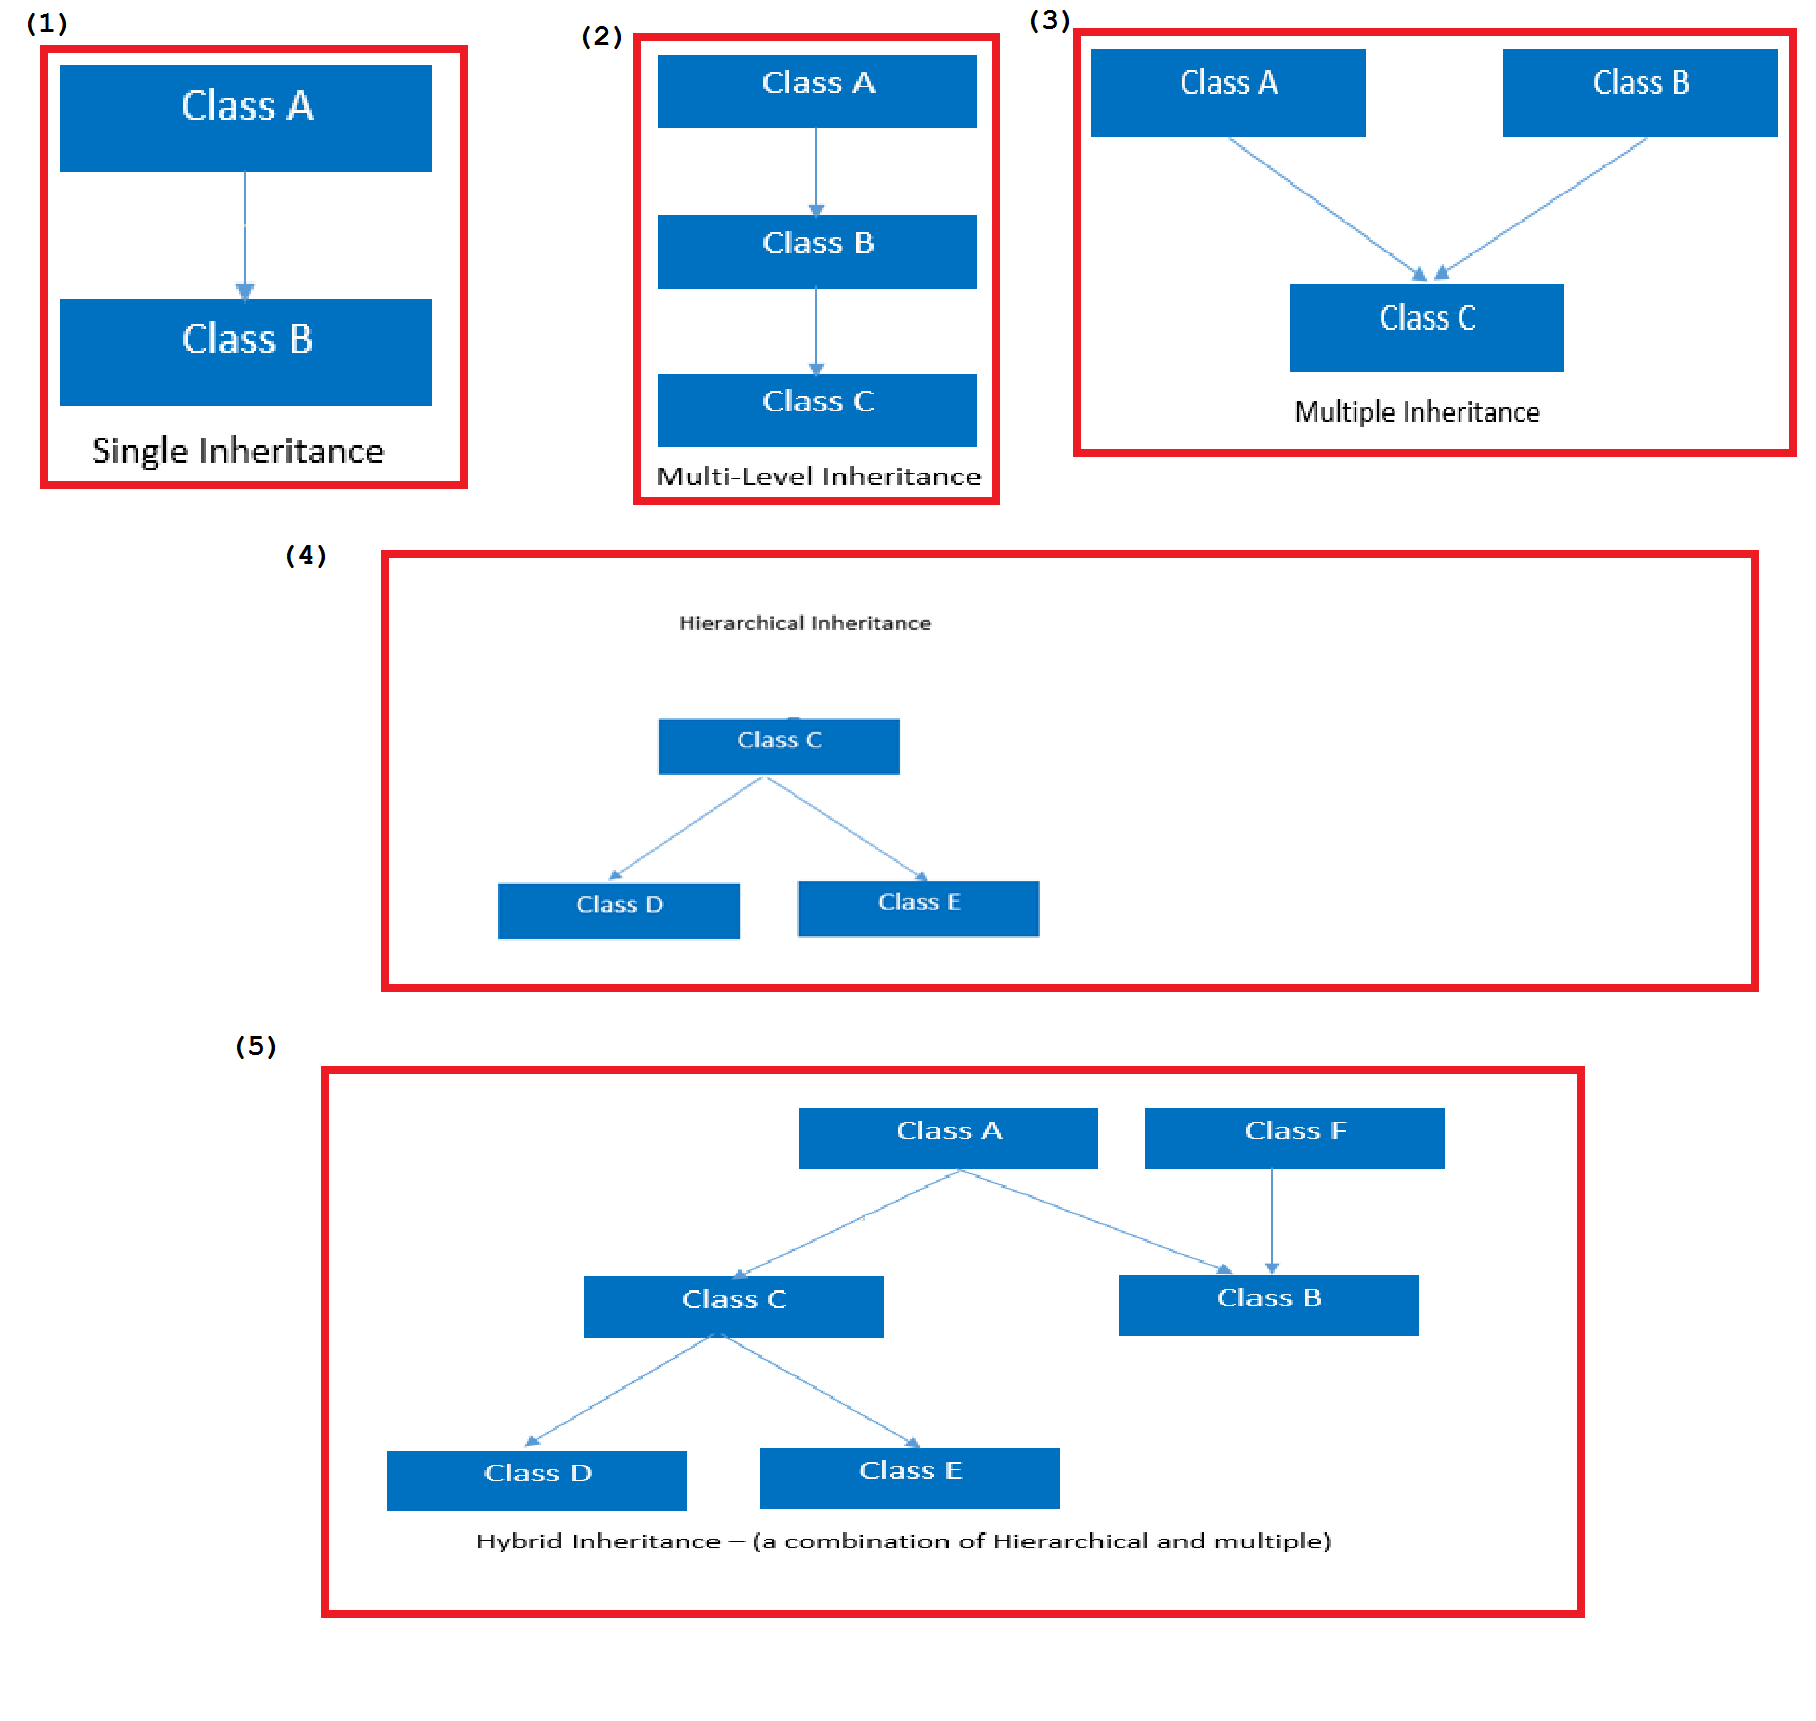 (1)
Class A
Class B
Single Inheritance
(2)
Class A
Class B
Class C
Multi-Level Inheritance
(3)
Class A
Class B
Class C
Multiple Inheritance
(4)
Hierarchical Inheritance
Class C
Class D
Class E
(5)
Class A
Class F
Class C
Class B
Class D
Class E
Hybrid Inheritance – (a combination of Hierarchical and multiple)